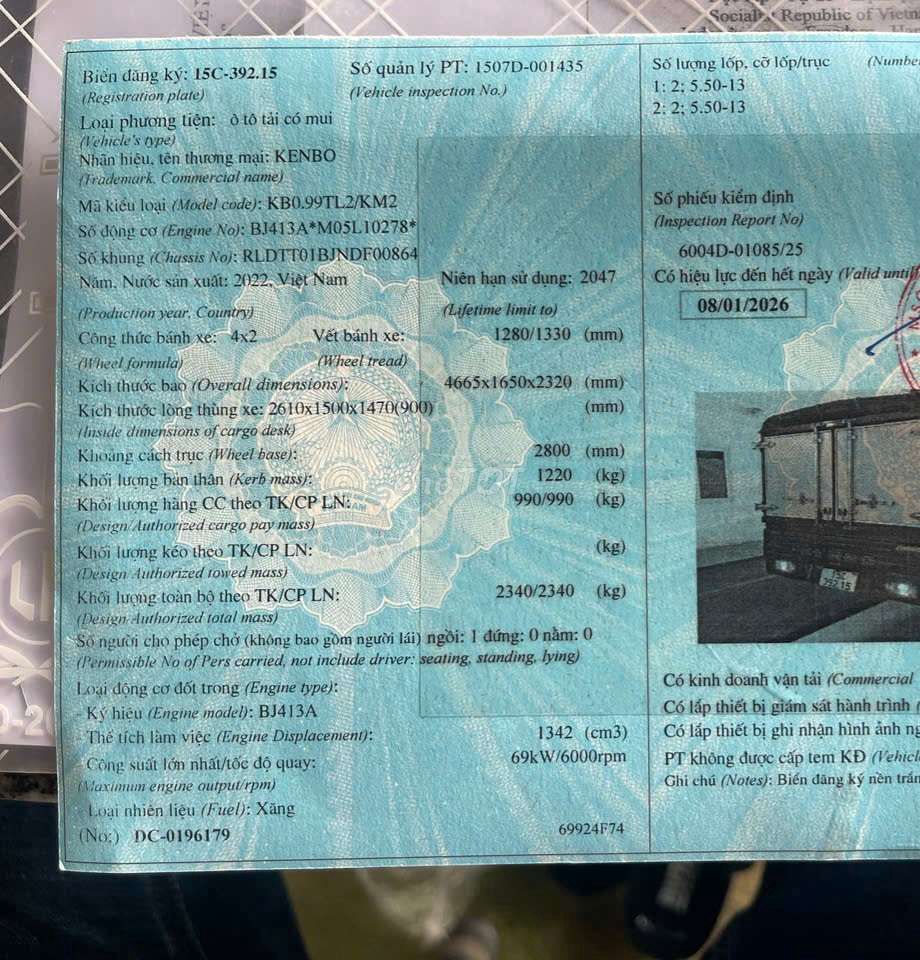 Socialist Republic of Vietn
Biển đăng ký: 15C-392.15
(Registration plate)
Số quản lý PT: 1507D-001435
(Vehicle inspection No.)
Loại phương tiện: ô tô tải có mui
(Vehicle's type)
Nhãn hiệu, tên thương mại: KENBO
(Trademark, Commercial name)
Mã kiểu loại (Model code): KB0.99TL2/KM2
Số động cơ (Engine No): BJ413A*M05L10278*
Số khung (Chassis No): RLDTT01BJNDF00864
Năm, Nước sản xuất: 2022, Việt Nam
(Production year, Country)
Niên hạn sử dụng: 2047
(Lifetime limit to)
Công thức bánh xe: 4x2
(Wheel formula)
Vết bánh xe: 1280/1330 (mm)
(Wheel tread)
Kích thước bao (Overall dimensions): 4665x1650x2320 (mm)
Kích thước lòng thùng xe: 2610x1500x1470(900) (mm)
(Inside dimensions of cargo desk)
Khoảng cách trục (Wheel base): 2800 (mm)
Khối lượng bản thân (Kerb mass): 1220 (kg)
Khối lượng hàng CC theo TK/CP LN: 990/990 (kg)
(Design/Authorized cargo pay mass)
Khối lượng kéo theo TK/CP LN: (kg)
(Design/Authorized towed mass)
Khối lượng toàn bộ theo TK/CP LN: 2340/2340 (kg)
(Design/Authorized total mass)
Số người cho phép chở (không bao gồm người lái) ngồi: 1 đứng: 0 nằm: 0
(Permissible No of Pers carried, not include driver: seating, standing, lying)
Loại động cơ đốt trong (Engine type):
- Ký hiệu (Engine model): BJ413A
- Thể tích làm việc (Engine Displacement): 1342 (cm3)
Công suất lớn nhất/tốc độ quay: 69kW/6000rpm
(Maximum engine output/rpm)
- Loại nhiên liệu (Fuel): Xăng
(No:) DC-0196179
69924F74
Số lượng lốp, cỡ lốp/trục (Number
1; 2; 5.50-13
2; 2; 5.50-13
Số phiếu kiểm định
(Inspection Report No)
6004D-01085/25
Có hiệu lực đến hết ngày (Valid until
08/01/2026
15C
392.15
Có kinh doanh vận tải (Commercial
Có lắp thiết bị giám sát hành trình (
Có lắp thiết bị ghi nhận hình ảnh ng
PT không được cấp tem KĐ (Vehicl
Ghi chú (Notes): Biển đăng ký nền trắn